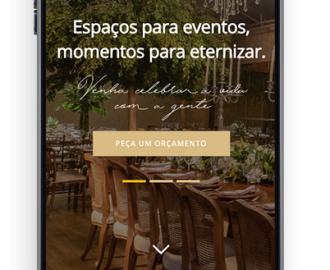 Espaços para eventos,
momentos para eternizar.
Venha celebrar a vida
com a gente
PEÇA UM ORÇAMENTO